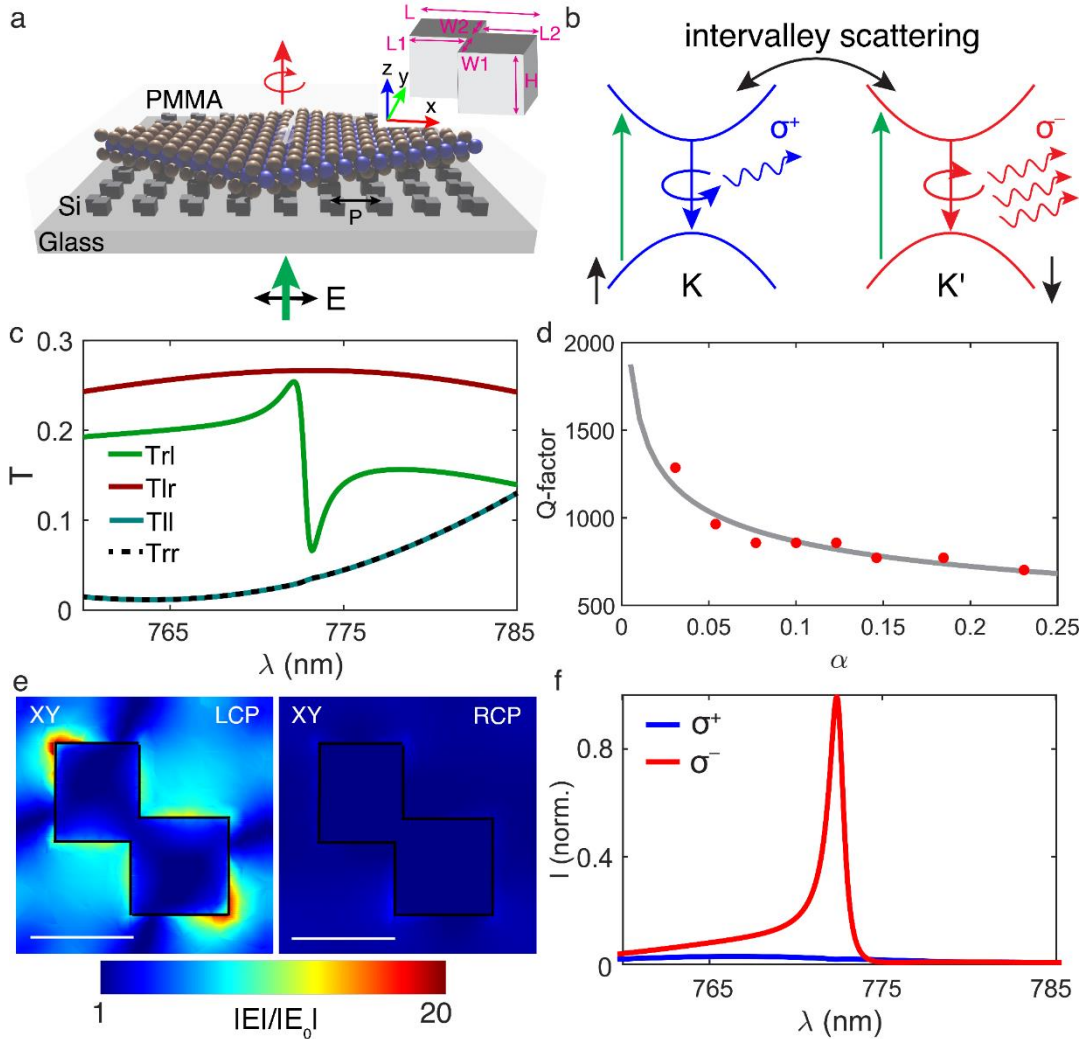 a
L
W2
L2
L1
W1
H
z
y
x
PMMA
Si
P
Glass
E
b
intervalley scattering
σ+
σ−
K
K'
c
0.3
0.2
0.1
0
T
Trl
Tlr
Tll
Trr
765
775
785
λ (nm)
d
2000
1500
1000
500
Q-factor
0
0.05
0.1
0.15
0.2
0.25
α
e
XY
LCP
XY
RCP
1
|E|/|E₀|
20
f
0.8
0.4
0
I (norm.)
σ+
σ−
765
775
785
λ (nm)